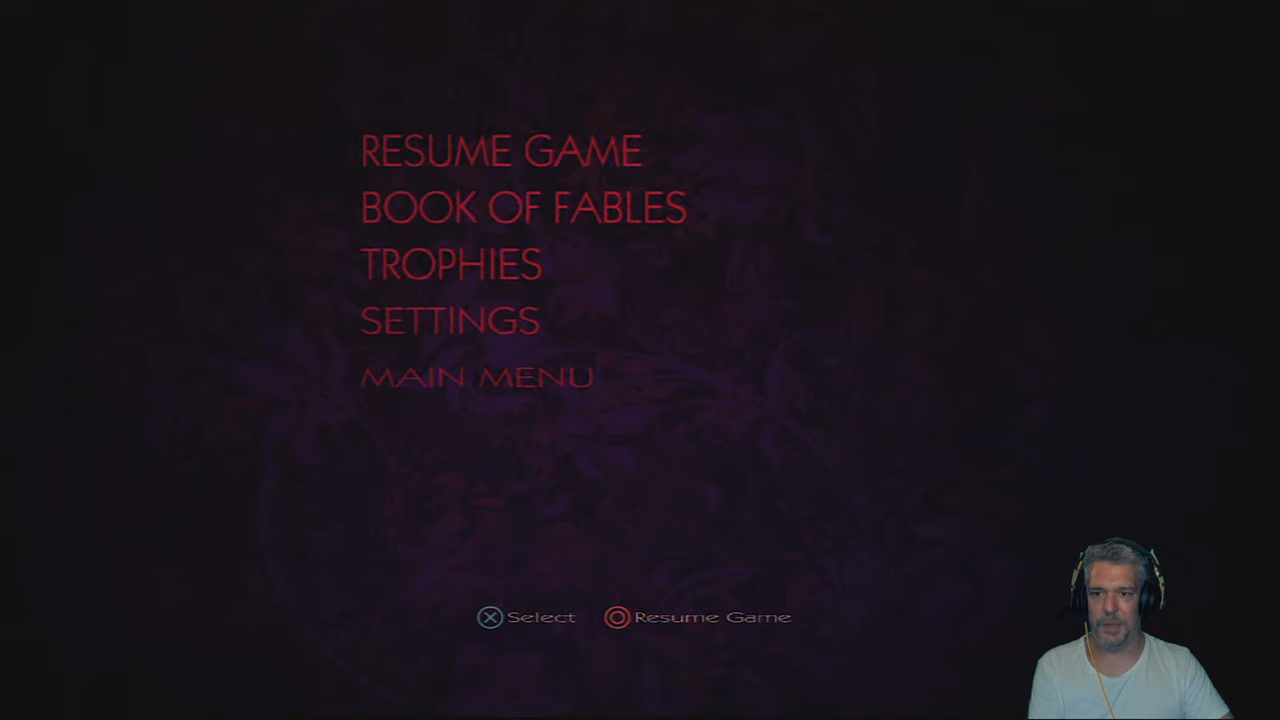 RESUME GAME
BOOK OF FABLES
TROPHIES
SETTINGS
MAIN MENU
Select Resume Game